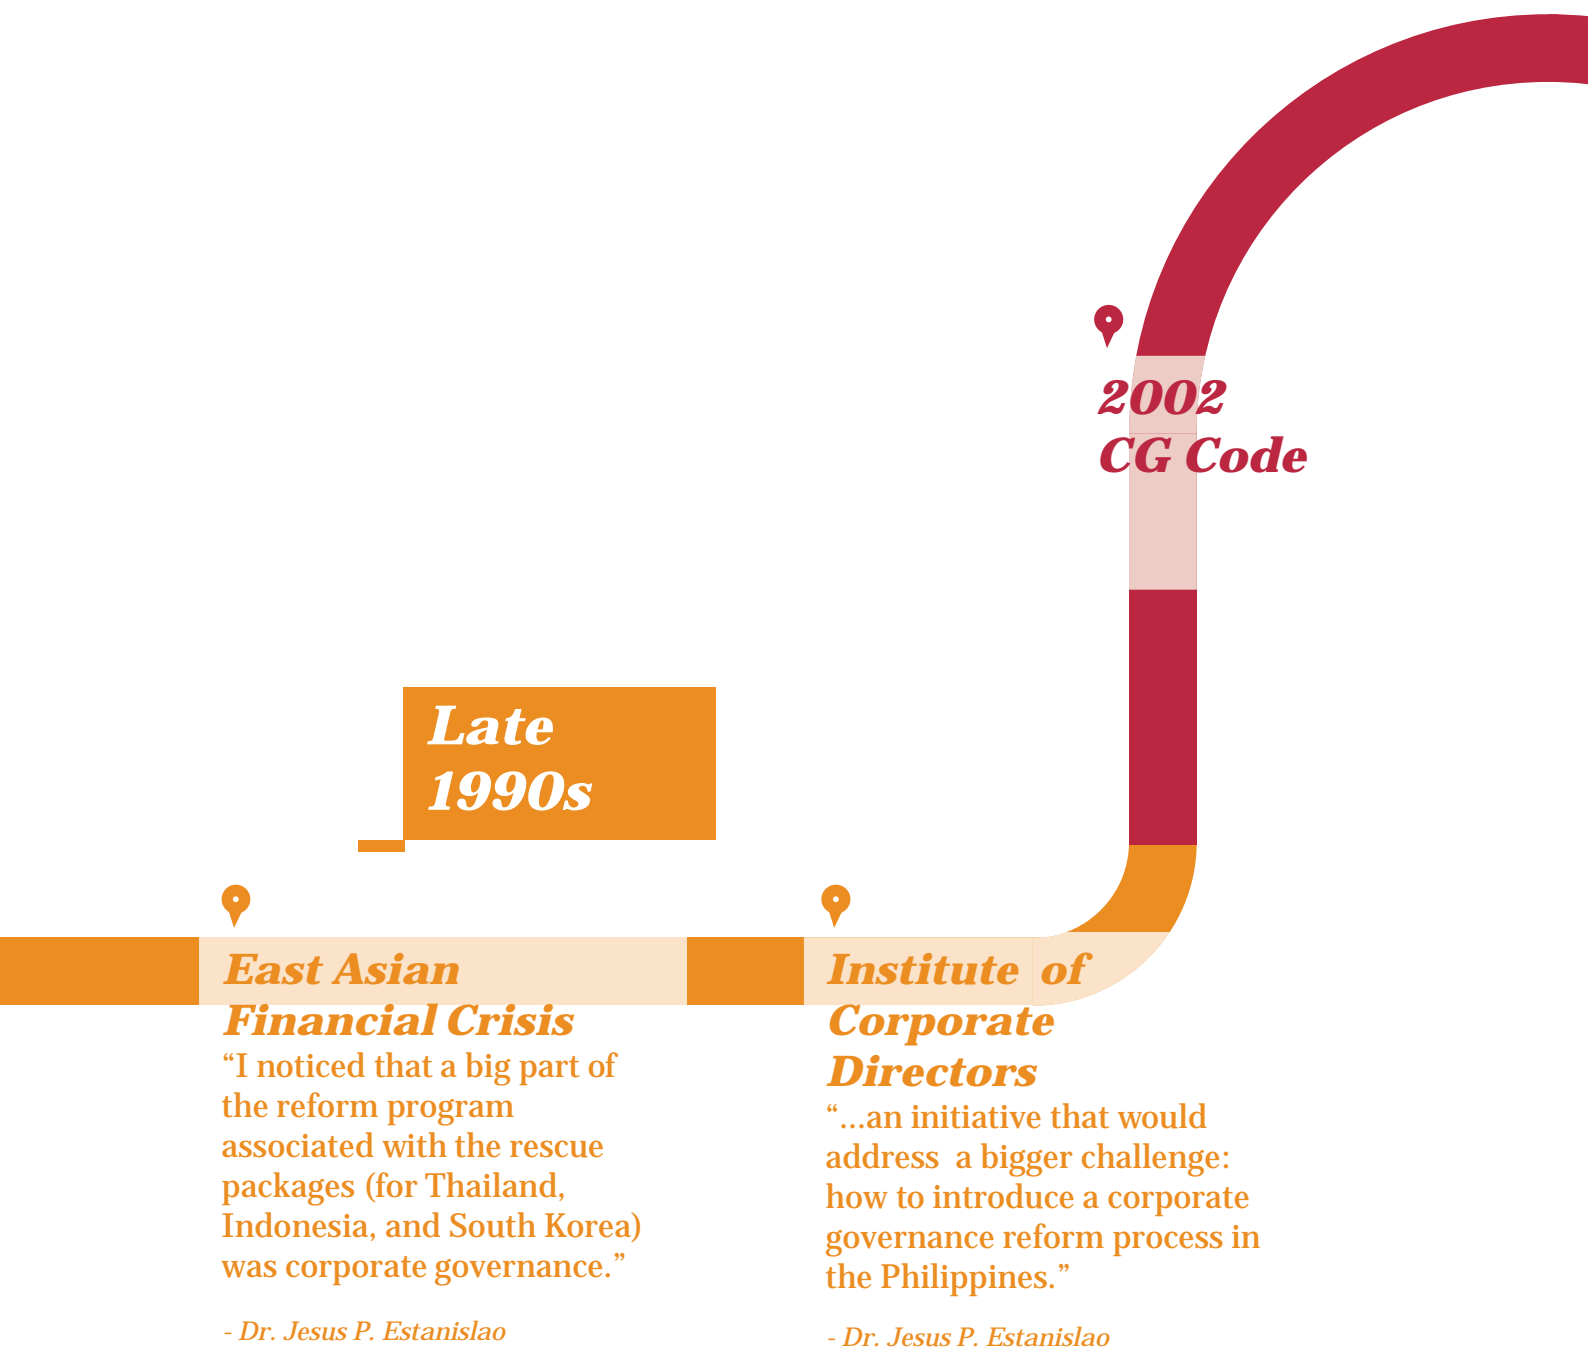 2002
CG Code
Late
1990s
East Asian
Financial Crisis
“I noticed that a big part of
the reform program
associated with the rescue
packages (for Thailand,
Indonesia, and South Korea)
was corporate governance.”
- Dr. Jesus P. Estanislao
Institute of
Corporate
Directors
“...an initiative that would
address a bigger challenge:
how to introduce a corporate
governance reform process in
the Philippines.”
- Dr. Jesus P. Estanislao